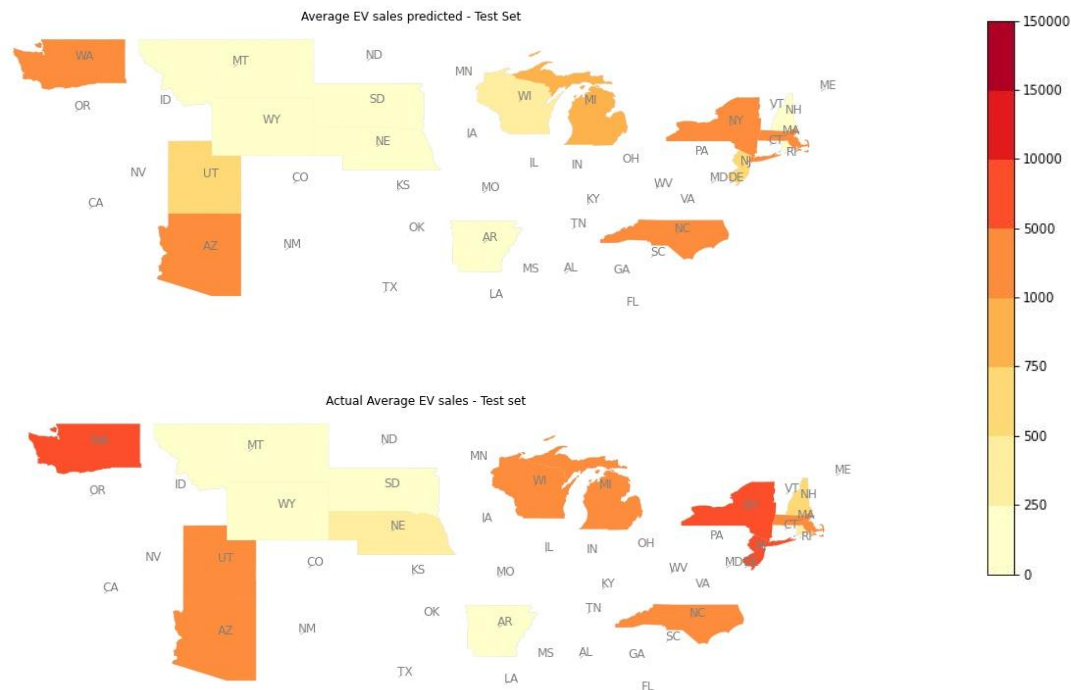 Average EV sales predicted - Test Set
WA
MT
ND
MN
ME
OR
ID
SD
WI
MI
VT
NH
WY
NY
MA
IA
NE
CT
RI
PA
NV
UT
CO
IL
IN
OH
NJ
CA
KS
MO
WV
MD
DE
KY
VA
OK
TN
AZ
NM
AR
NC
SC
MS
AL
GA
TX
LA
FL
150000
15000
10000
5000
1000
750
500
250
0
Actual Average EV sales - Test set
MT
ND
MN
ME
OR
ID
SD
WI
MI
VT
NH
WY
MA
IA
NE
CT
RI
PA
NV
UT
CO
IL
IN
OH
CA
KS
MO
WV
MD
KY
VA
OK
TN
AZ
NM
AR
NC
SC
MS
AL
GA
TX
LA
FL